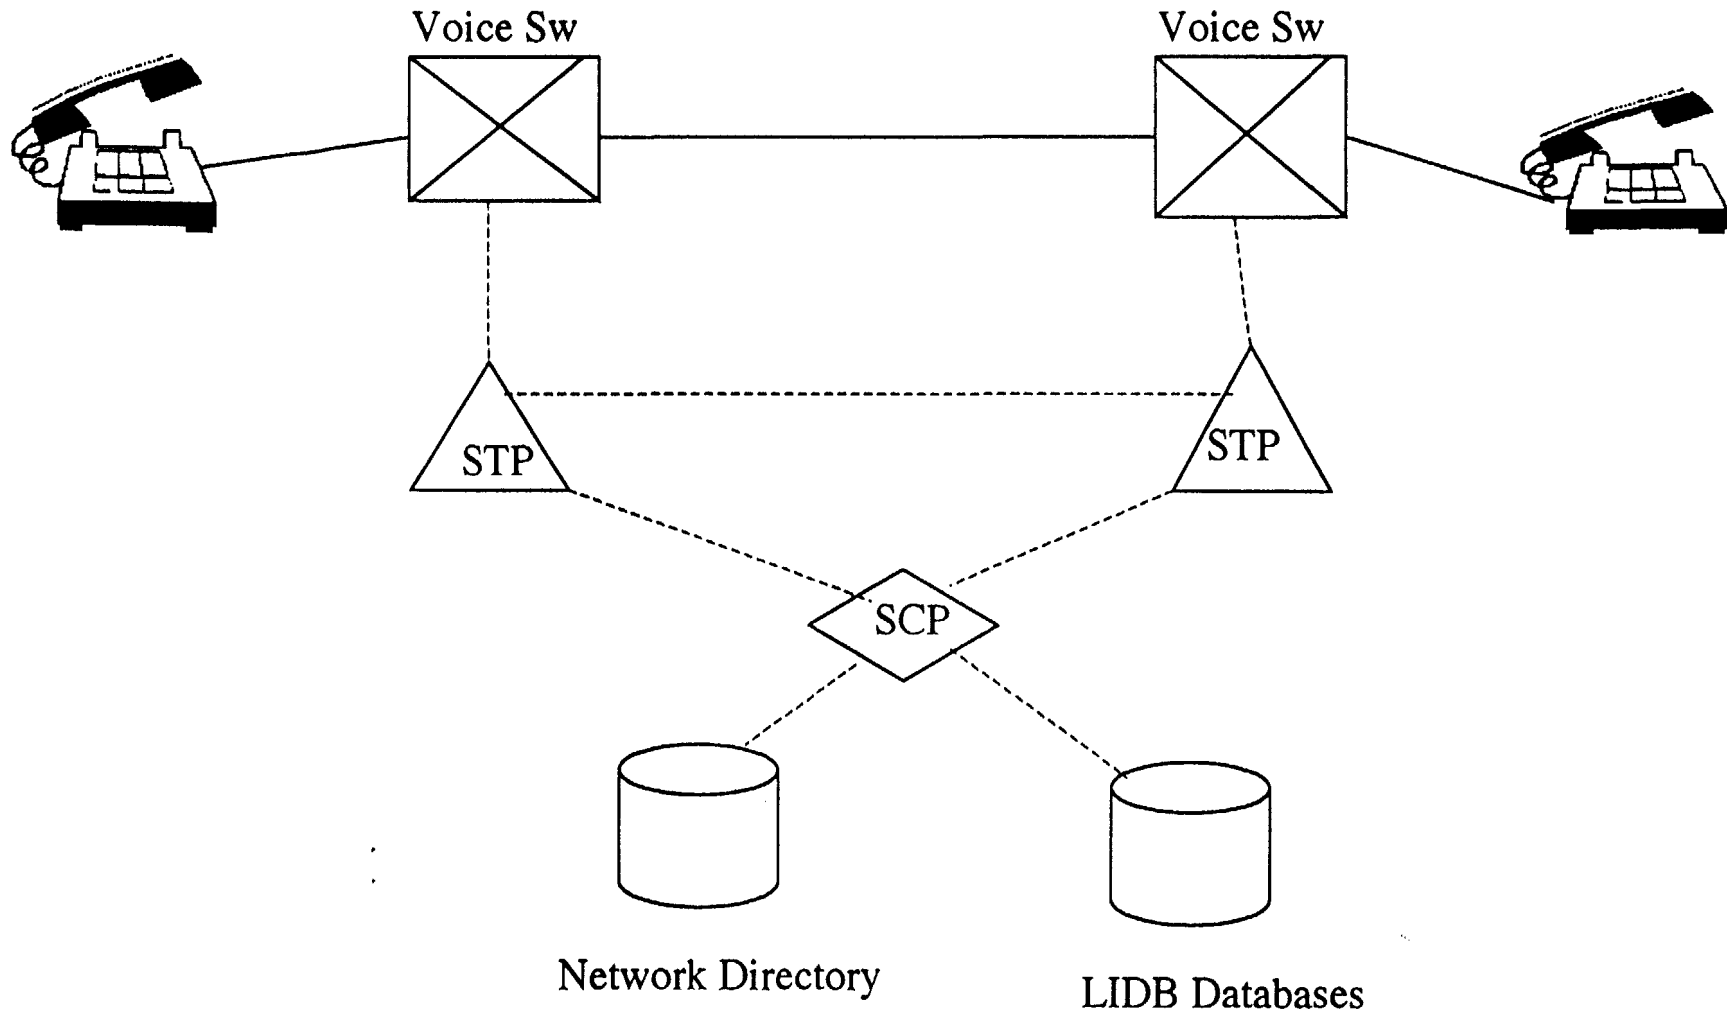 Voice Sw
Voice Sw
STP
STP
SCP
Network Directory
LIDB Databases